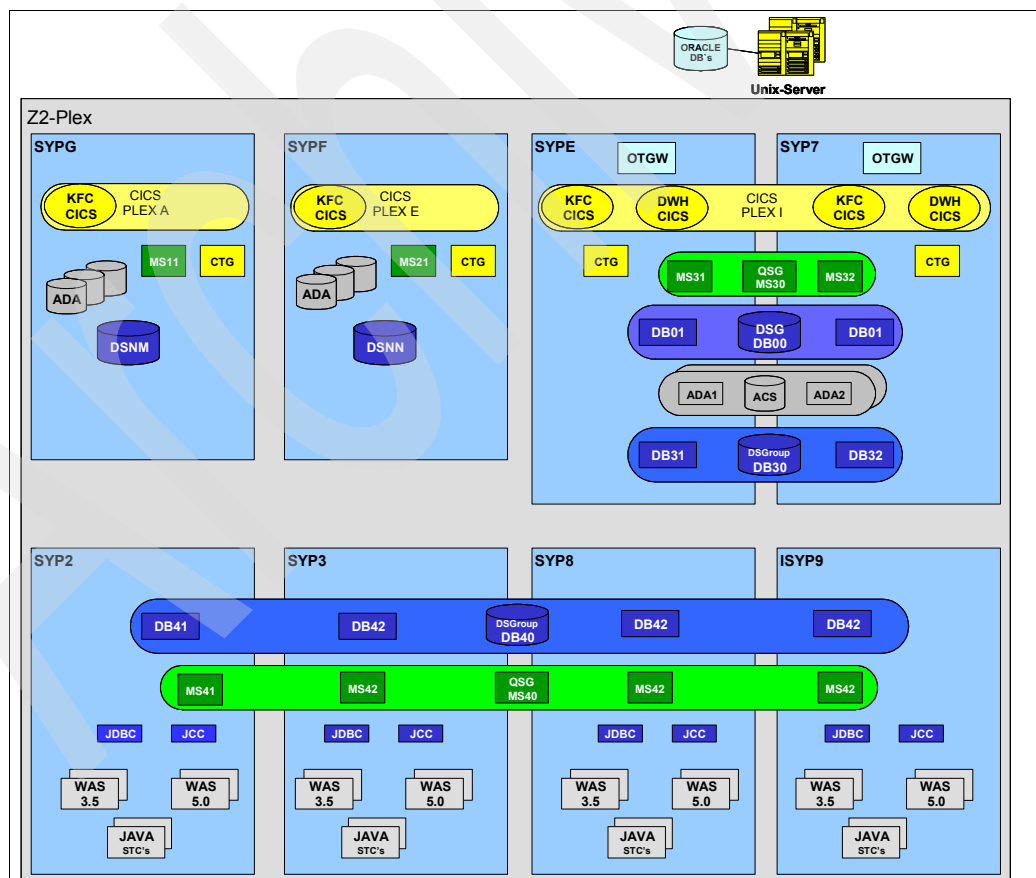 ORACLE
DB`s
Unix-Server
Z2-Plex
SYPG
KFC
CICS
CICS
PLEX A
MS11
CTG
ADA
DSNM
SYPF
KFC
CICS
CICS
PLEX E
MS21
CTG
ADA
DSNN
SYPE
SYP7
OTGW
OTGW
KFC
CICS
DWH
CICS
CICS
PLEX I
KFC
CICS
DWH
CICS
CTG
CTG
MS31
QSG
MS30
MS32
DB01
DSG
DB00
DB01
ADA1
ACS
ADA2
DB31
DSGroup
DB30
DB32
SYP2
SYP3
SYP8
ISYP9
DB41
DB42
DSGroup
DB40
DB42
DB42
MS41
MS42
QSG
MS40
MS42
MS42
JDBC
JCC
JDBC
JCC
JDBC
JCC
JDBC
JCC
WAS
3.5
WAS
5.0
WAS
3.5
WAS
5.0
WAS
3.5
WAS
5.0
WAS
3.5
WAS
5.0
JAVA
STC's
JAVA
STC's
JAVA
STC's
JAVA
STC's